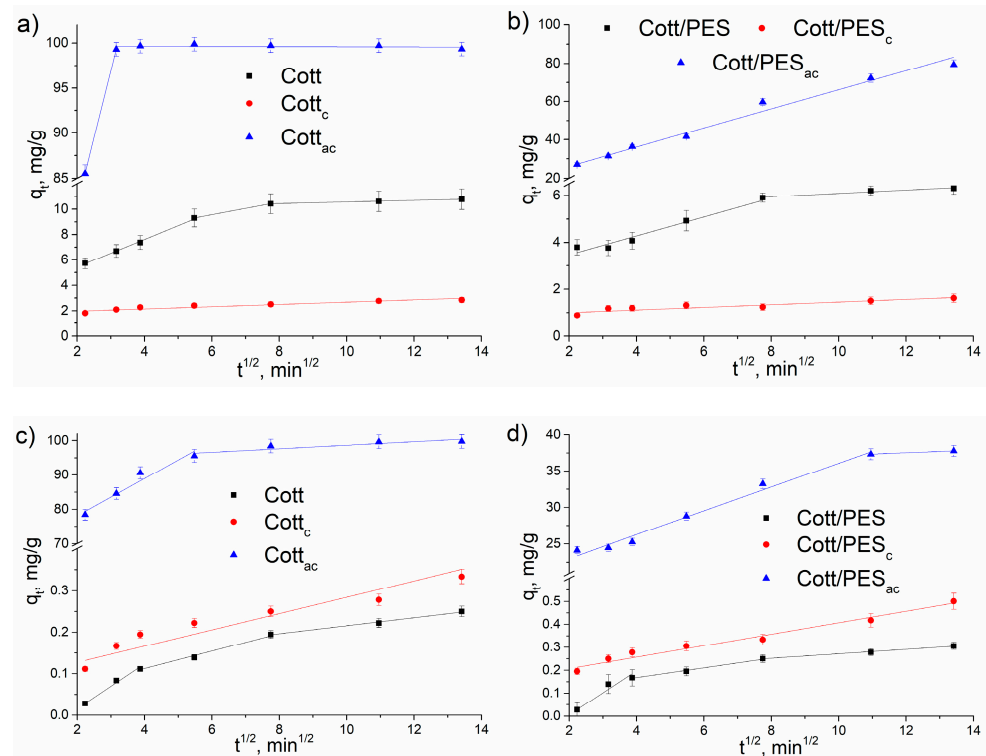 a)
100
95
90
85
10
8
6
4
2
0
q_t, mg/g
Cott
Cott_c
Cott_ac
2 4 6 8 10 12 14
t^1/2, min^1/2
b)
100
80
60
40
20
6
4
2
0
q_t, mg/g
Cott/PES
Cott/PES_c
Cott/PES_ac
2 4 6 8 10 12 14
t^1/2, min^1/2
c)
100
90
80
70
0.3
0.2
0.1
0.0
q_t, mg/g
Cott
Cott_c
Cott_ac
2 4 6 8 10 12 14
t^1/2, min^1/2
d)
40
35
30
25
0.5
0.4
0.3
0.2
0.1
0.0
q_t, mg/g
Cott/PES
Cott/PES_c
Cott/PES_ac
2 4 6 8 10 12 14
t^1/2, min^1/2